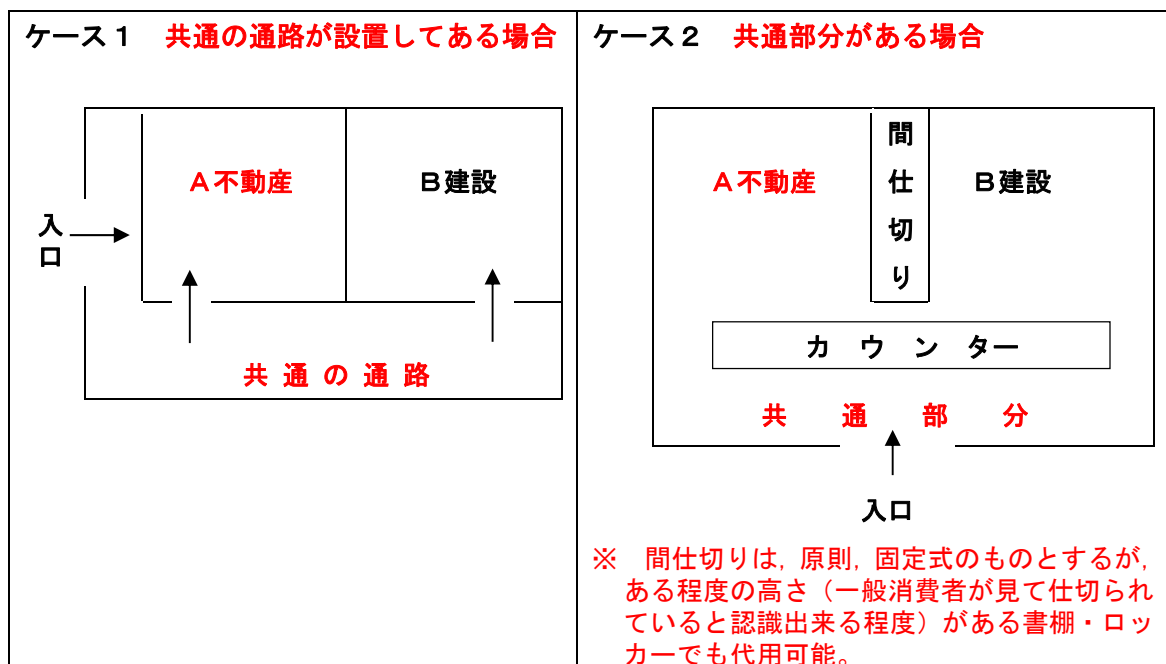 ケース１　共通の通路が設置してある場合
A不動産
B建設
入口
共通の通路
ケース２　共通部分がある場合
A不動産
間仕切り
B建設
カウンター
共通部分
入口
※　間仕切りは，原則，固定式のものとするが，
ある程度の高さ（一般消費者が見て仕切られ
ていると認識出来る程度）がある書棚・ロッ
カーでも代用可能。